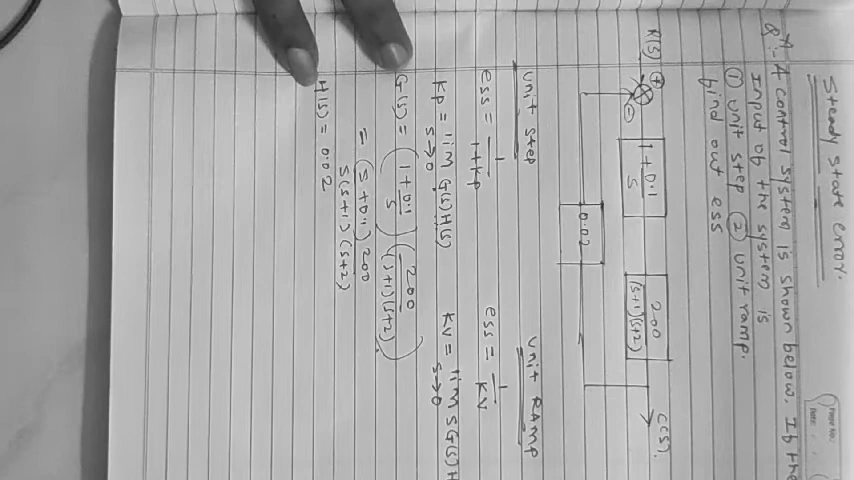 Steady state error.
Page No.:
Date:
Q:- A control system is shown below. If the
input of the system is
① unit step ② unit ramp.
find out ess
R(s) + 1 + 0.1/S 200/(s+1)(s+2) C(s).
-
0.02
unit step unit RAMP
ess = 1/1+Kp ess = 1/Kv
Kp = lim s→0 G(s)H(s) Kv = lim s→0 SG(s)H
G(s) = (1 + 0.1/S) (200/(s+1)(s+2))
= (S+0.1) 200/S(s+1)(s+2)
H(s) = 0.02